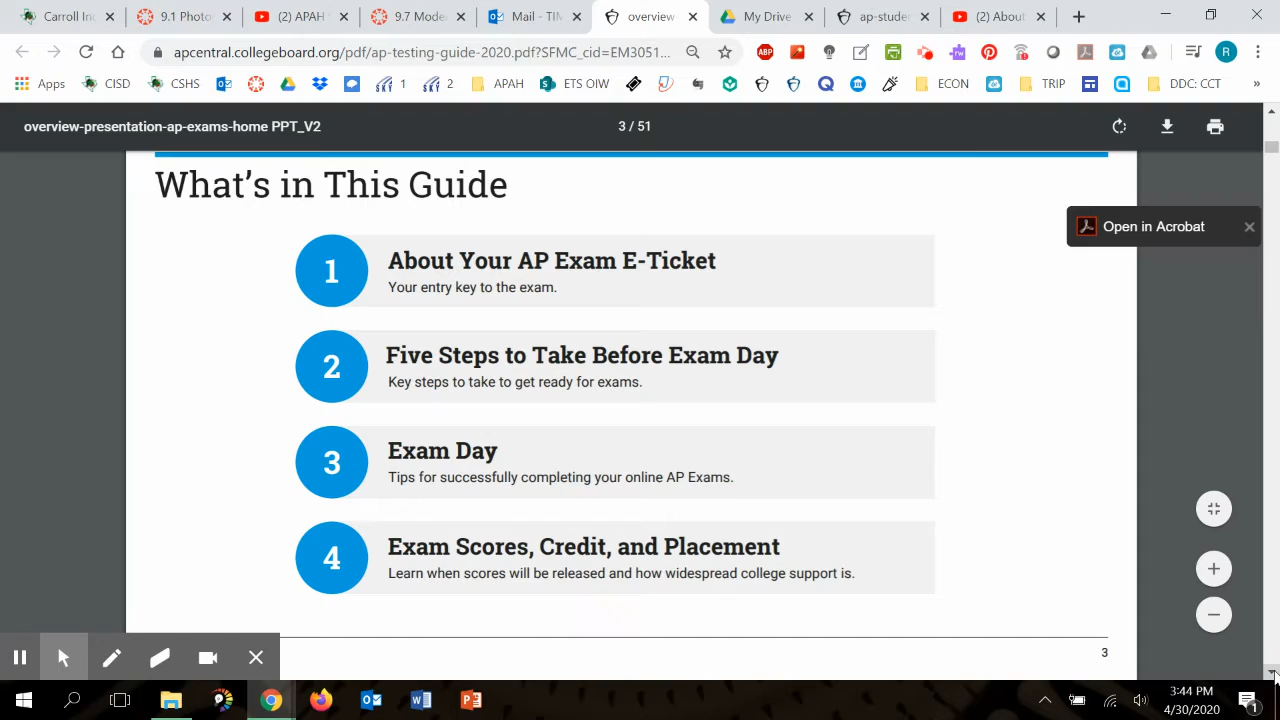 Carroll Inc
9.1 Photo
(2) APAH S
9.7 Mode
Mail - TIM
overview-
My Drive
ap-stude
(2) About
apcentral.collegeboard.org/pdf/ap-testing-guide-2020.pdf?SFMC_cid=EM3051...
ABP
rw
R
Apps
CISD
CSHS
1
2
APAH
ETS OIW
ECON
TRIP
DDC: CCT
»
overview-presentation-ap-exams-home PPT_V2
3 / 51
What's in This Guide
Open in Acrobat
1
About Your AP Exam E-Ticket
Your entry key to the exam.
2
Five Steps to Take Before Exam Day
Key steps to take to get ready for exams.
3
Exam Day
Tips for successfully completing your online AP Exams.
4
Exam Scores, Credit, and Placement
Learn when scores will be released and how widespread college support is.
3
3:44 PM
4/30/2020
1